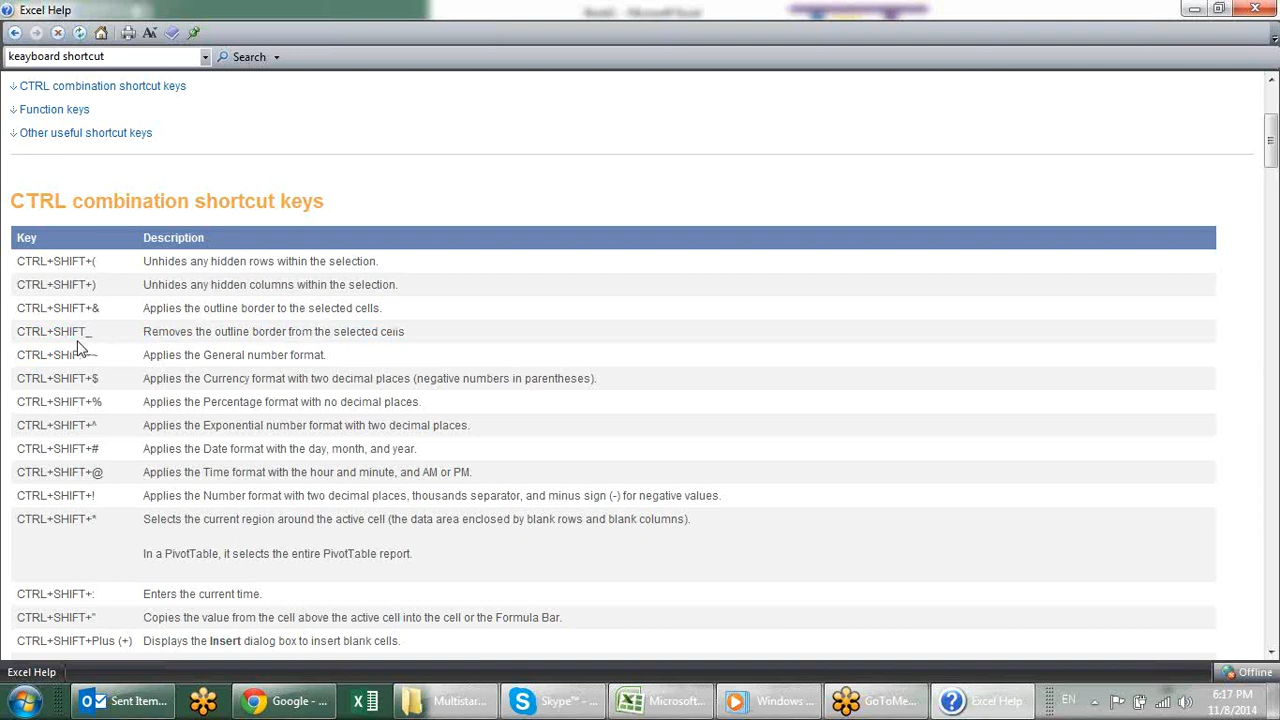 Excel Help
Book1 - Microsoft Excel
keayboard shortcut
Search
CTRL combination shortcut keys
Function keys
Other useful shortcut keys
CTRL combination shortcut keys
Key Description
CTRL+SHIFT+( Unhides any hidden rows within the selection.
CTRL+SHIFT+) Unhides any hidden columns within the selection.
CTRL+SHIFT+& Applies the outline border to the selected cells.
CTRL+SHIFT_ Removes the outline border from the selected cells
CTRL+SHIFT+~ Applies the General number format.
CTRL+SHIFT+$ Applies the Currency format with two decimal places (negative numbers in parentheses).
CTRL+SHIFT+% Applies the Percentage format with no decimal places.
CTRL+SHIFT+^ Applies the Exponential number format with two decimal places.
CTRL+SHIFT+# Applies the Date format with the day, month, and year.
CTRL+SHIFT+@ Applies the Time format with the hour and minute, and AM or PM.
CTRL+SHIFT+! Applies the Number format with two decimal places, thousands separator, and minus sign (-) for negative values.
CTRL+SHIFT+* Selects the current region around the active cell (the data area enclosed by blank rows and blank columns).
In a PivotTable, it selects the entire PivotTable report.
CTRL+SHIFT+: Enters the current time.
CTRL+SHIFT+" Copies the value from the cell above the active cell into the cell or the Formula Bar.
CTRL+SHIFT+Plus (+) Displays the Insert dialog box to insert blank cells.
Excel Help Offline
Sent Item... Google - ... Multistar... Skype™ - ... Microsoft... Windows ... GoToMe... Excel Help EN 6:17 PM
11/8/2014